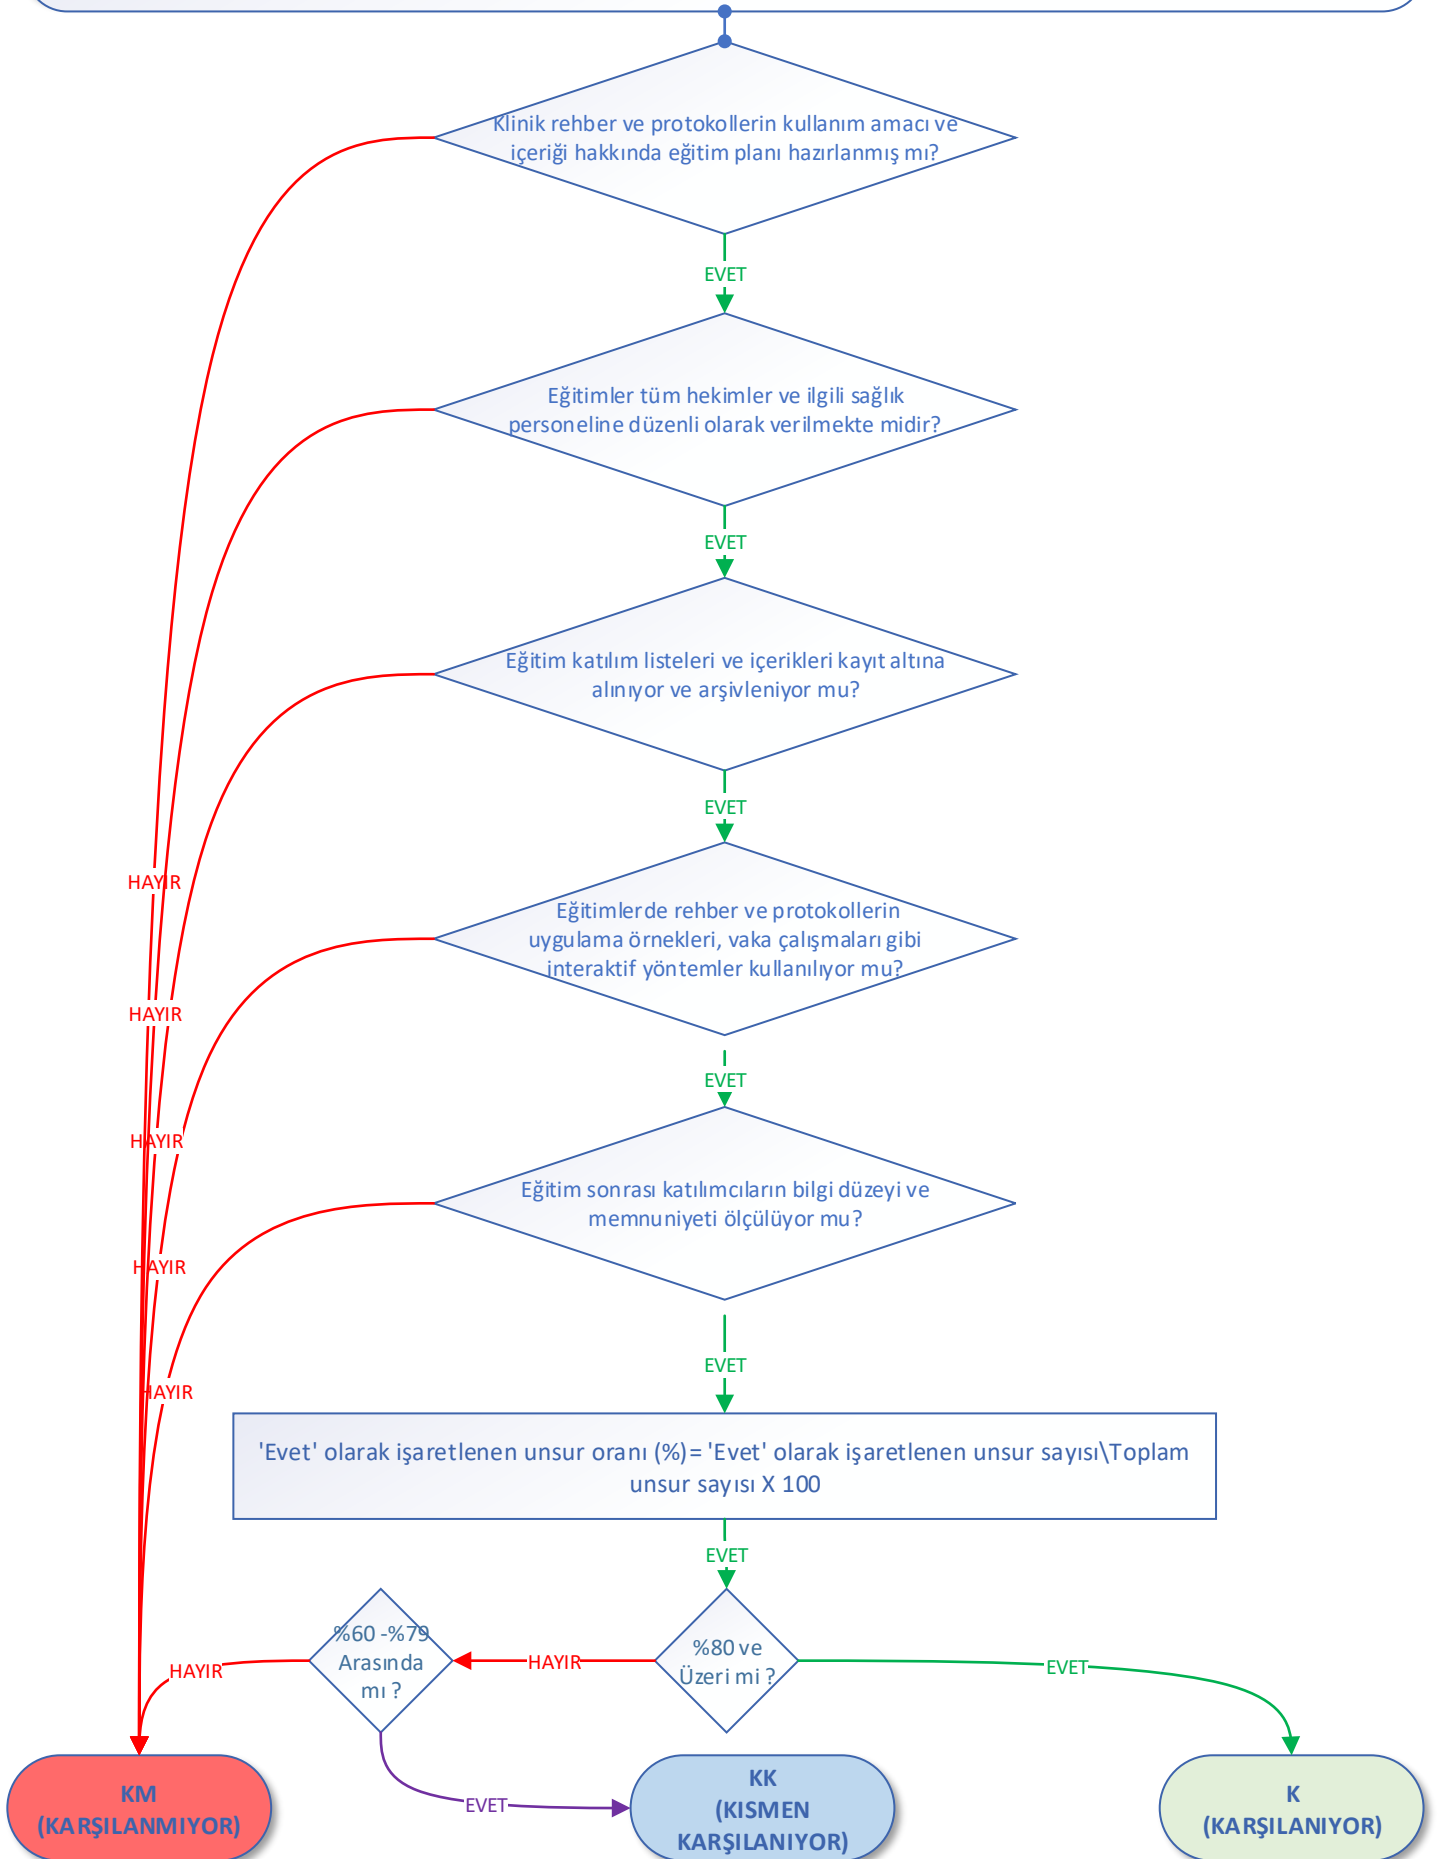 Klinik rehber ve protokollerin kullanım amacı ve
içeriği hakkında eğitim planı hazırlanmış mı?
EVET
Eğitimler tüm hekimler ve ilgili sağlık
personeline düzenli olarak verilmekte midir?
EVET
Eğitim katılım listeleri ve içerikleri kayıt altına
alınıyor ve arşivleniyor mu?
EVET
HAYIR
Eğitimlerde rehber ve protokollerin
uygulama örnekleri, vaka çalışmaları gibi
interaktif yöntemler kullanılıyor mu?
HAYIR
EVET
HAYIR
Eğitim sonrası katılımcıların bilgi düzeyi ve
memnuniyeti ölçülüyor mu?
HAYIR
EVET
HAYIR
'Evet' olarak işaretlenen unsur oranı (%)= 'Evet' olarak işaretlenen unsur sayısı\Toplam
unsur sayısı X 100
EVET
%60 -%79
Arasında
mı ?
%80 ve
Üzeri mi ?
HAYIR
HAYIR
EVET
KM
(KARŞILANMIYOR)
EVET
KK
(KISMEN
KARŞILANIYOR)
K
(KARŞILANIYOR)